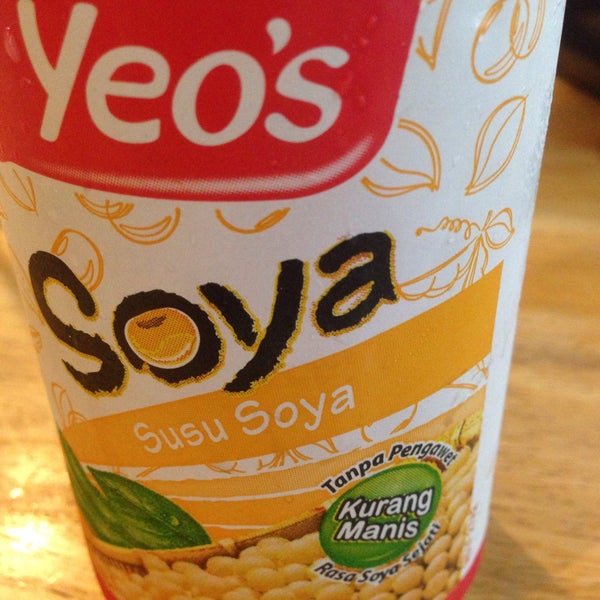 Yeo's
Soya
Susu Soya
Tanpa Pengawet
Kurang
Manis
Rasa Soya Sejati